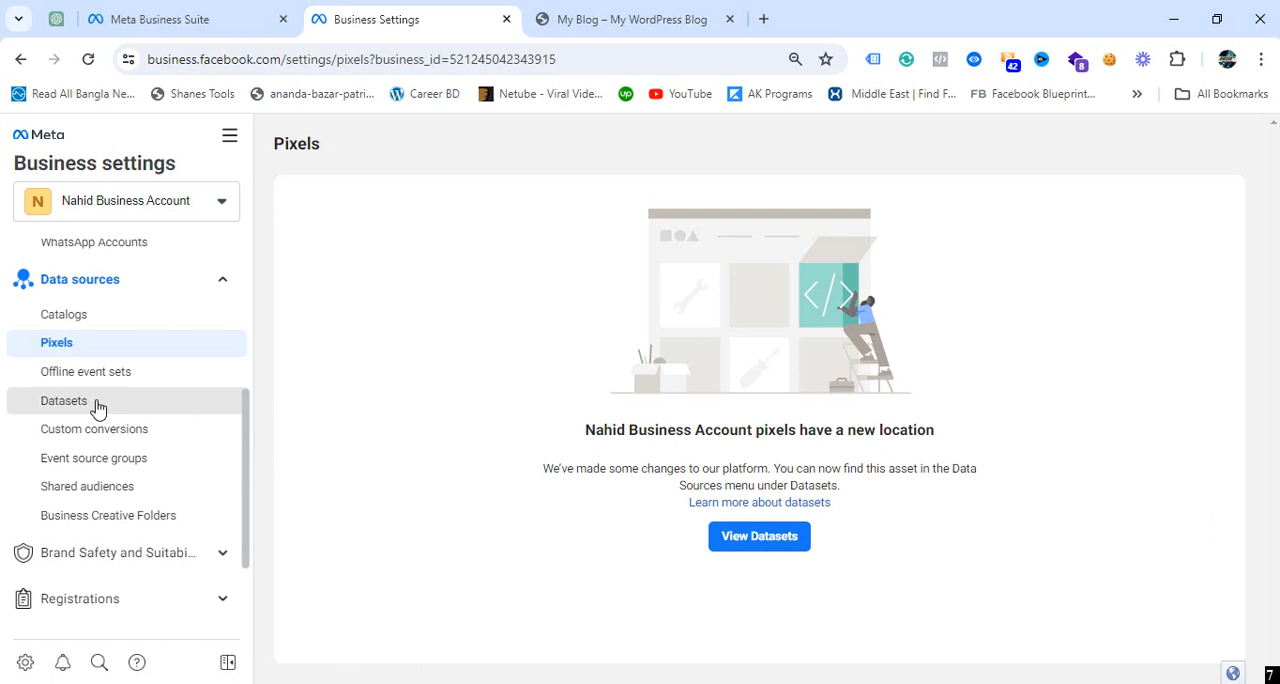 Meta Business Suite
Business Settings
My Blog – My WordPress Blog
business.facebook.com/settings/pixels?business_id=521245042343915
42
8
Read All Bangla Ne...
Shanes Tools
ananda-bazar-patri...
Career BD
Netube - Viral Vide...
up
YouTube
AK Programs
Middle East | Find F...
FB Facebook Blueprint...
All Bookmarks
Meta
Business settings
N Nahid Business Account
WhatsApp Accounts
Data sources
Catalogs
Pixels
Offline event sets
Datasets
Custom conversions
Event source groups
Shared audiences
Business Creative Folders
Brand Safety and Suitabi...
Registrations
Pixels
Nahid Business Account pixels have a new location
We've made some changes to our platform. You can now find this asset in the Data
Sources menu under Datasets.
Learn more about datasets
View Datasets
7